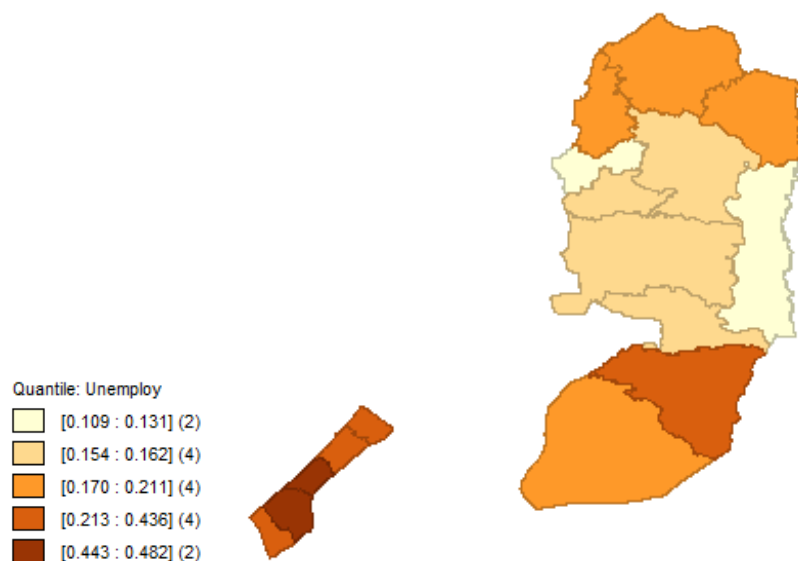 Quantile: Unemploy
[0.109 : 0.131] (2)
[0.154 : 0.162] (4)
[0.170 : 0.211] (4)
[0.213 : 0.436] (4)
[0.443 : 0.482] (2)